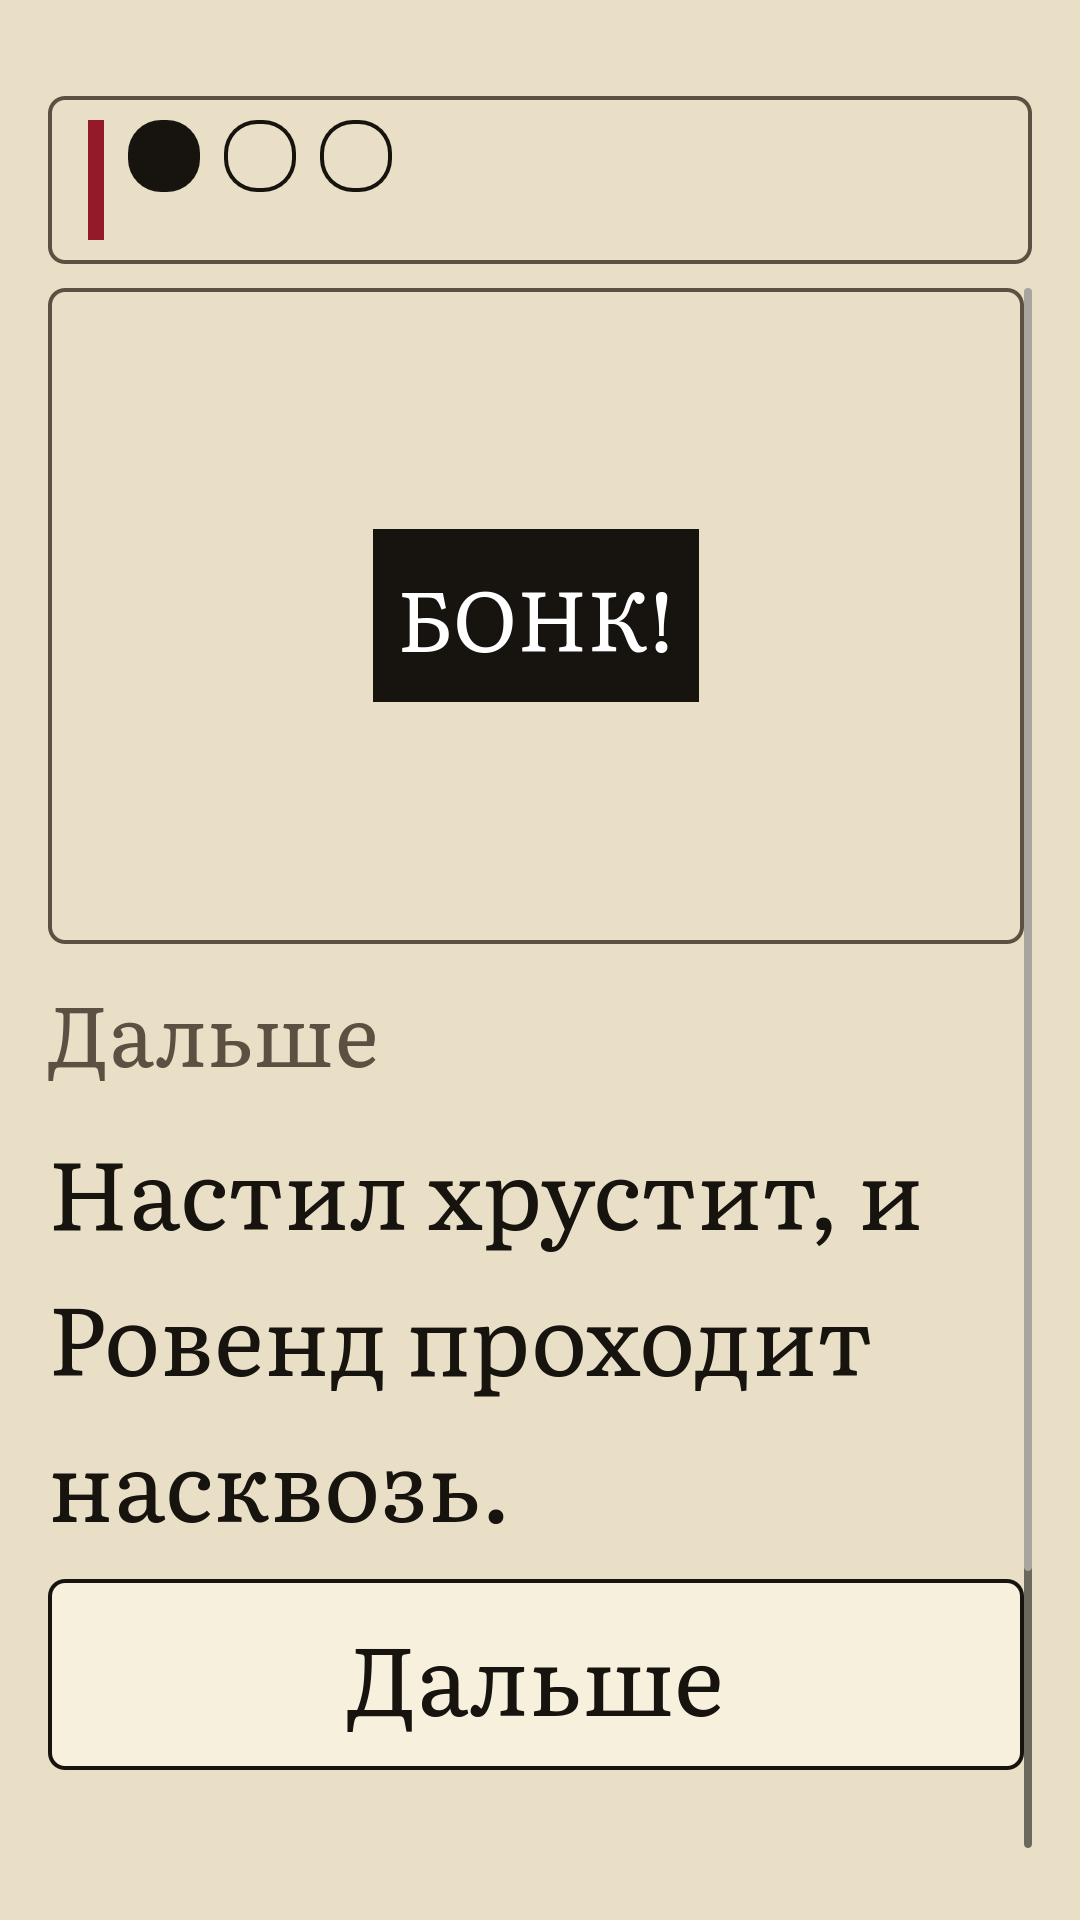 БОНК!
Дальше
Настил хрустит, и
Ровенд проходит
насквозь.
Дальше